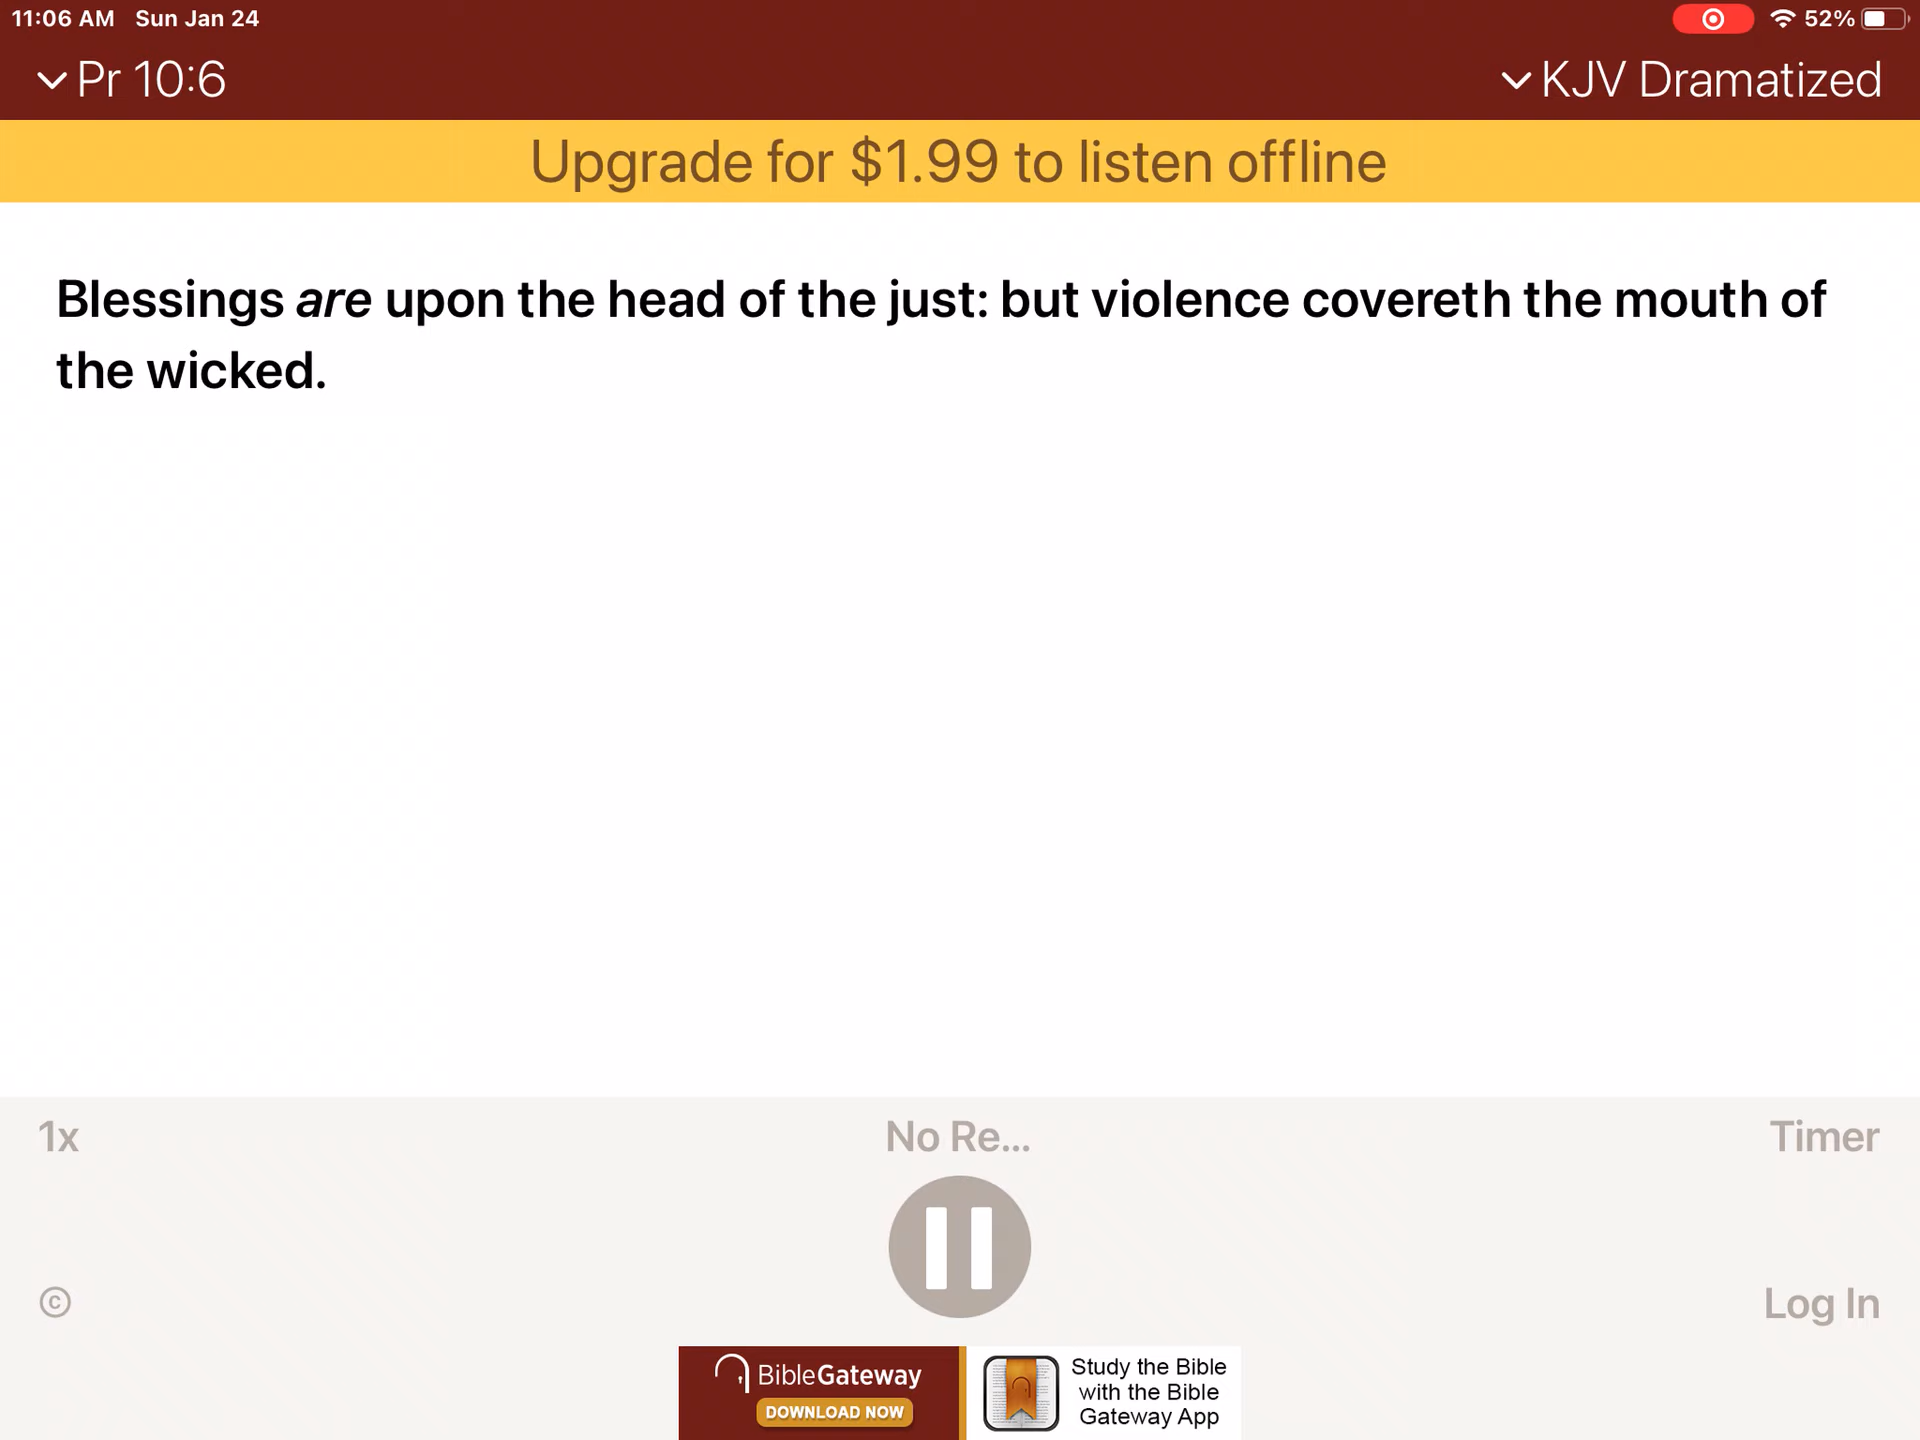 11:06 AM Sun Jan 24 52%
Pr 10:6 KJV Dramatized
Upgrade for $1.99 to listen offline
Blessings are upon the head of the just: but violence covereth the mouth of
the wicked.
1x No Re... Timer
© Log In
BibleGateway
DOWNLOAD NOW
Study the Bible
with the Bible
Gateway App